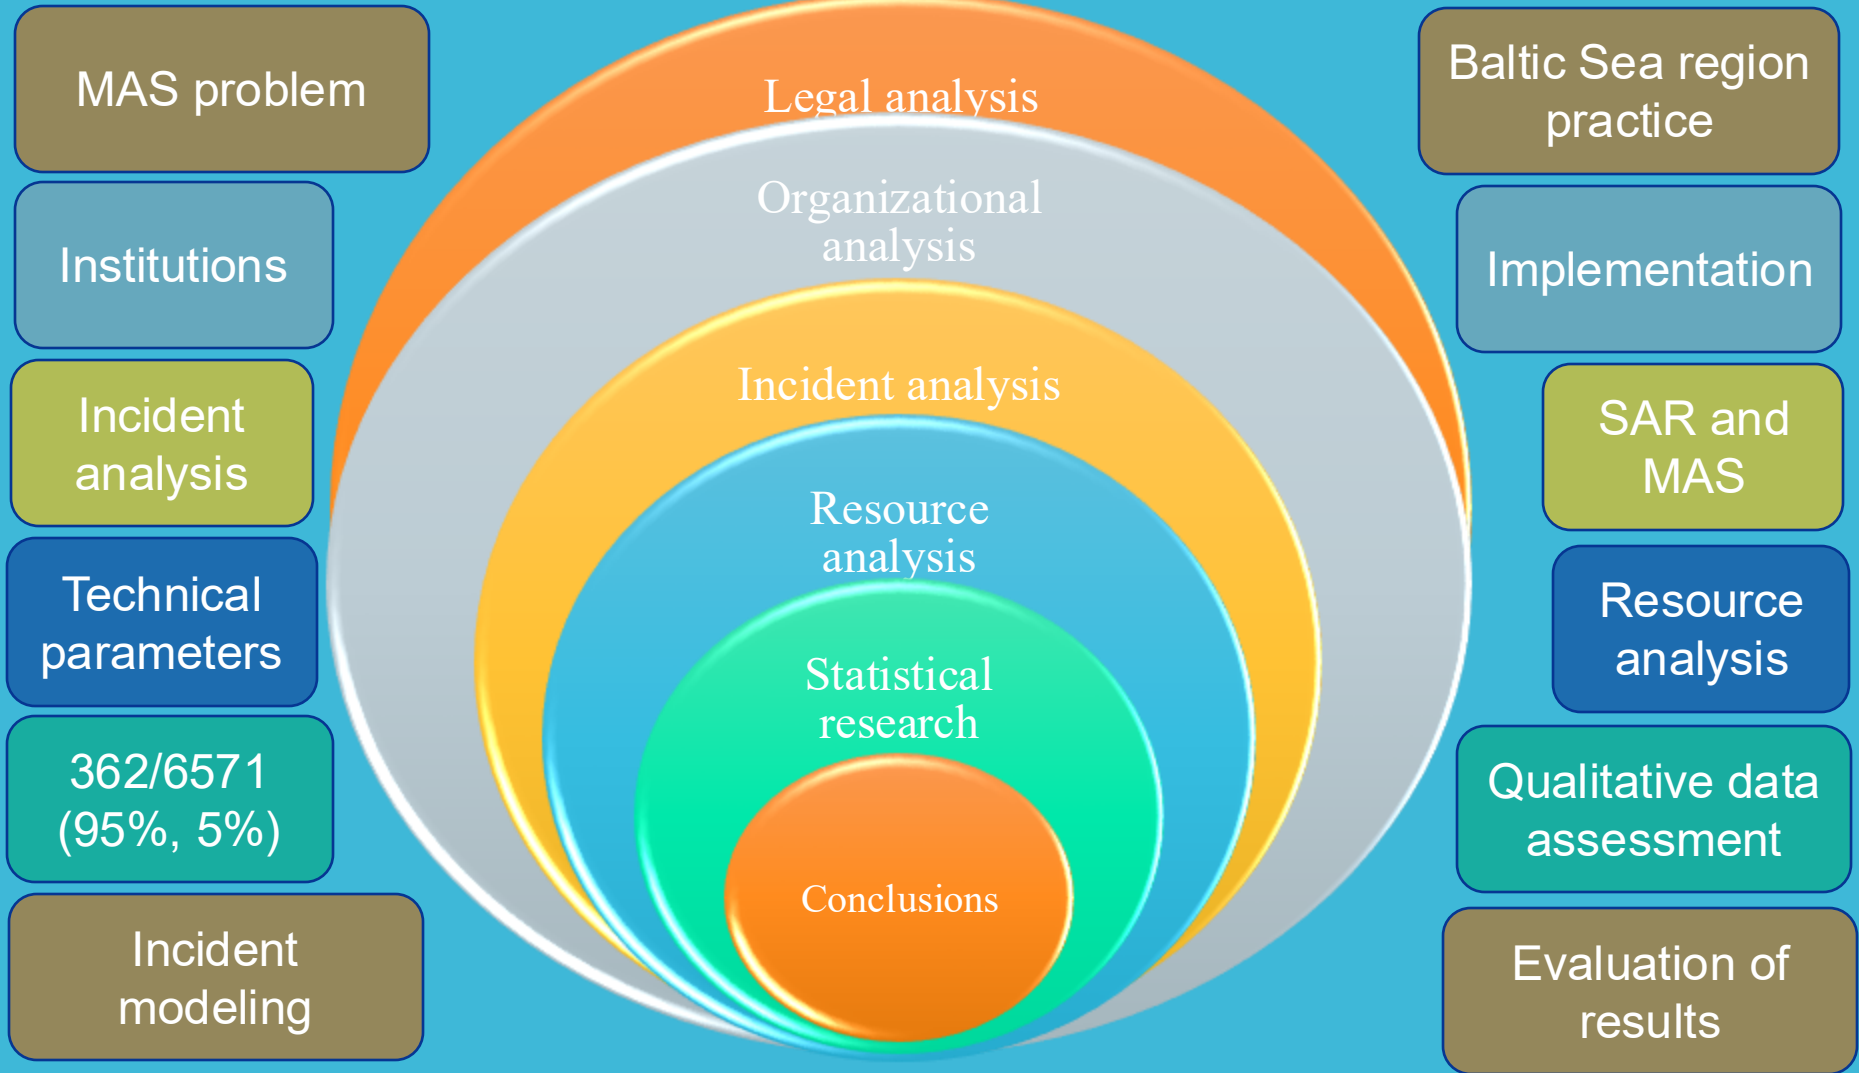 MAS problem
Institutions
Incident
analysis
Technical
parameters
362/6571
(95%, 5%)
Incident
modeling
Legal analysis
Organizational
analysis
Incident analysis
Resource
analysis
Statistical
research
Conclusions
Baltic Sea region
practice
Implementation
SAR and
MAS
Resource
analysis
Qualitative data
assessment
Evaluation of
results